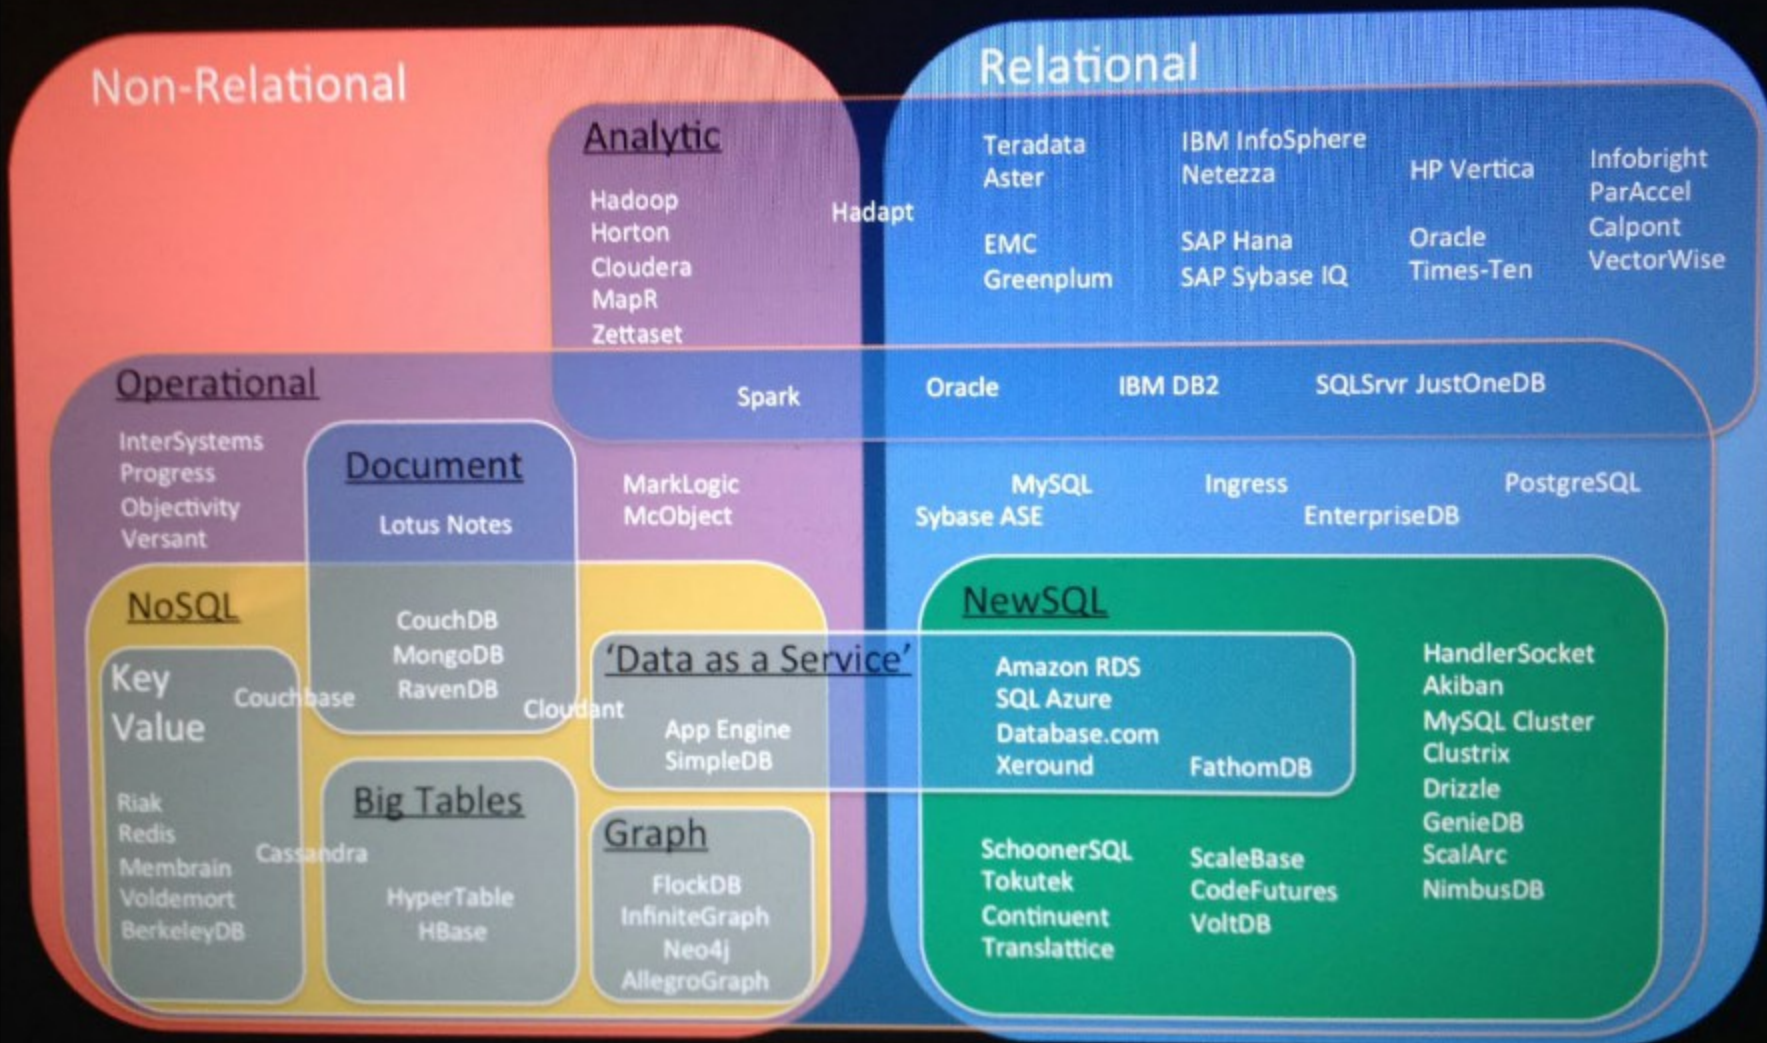 Non-Relational
Relational
Analytic
Hadoop
Horton
Cloudera
MapR
Zettaset
Hadapt
Teradata
Aster
EMC
Greenplum
IBM InfoSphere
Netezza
SAP Hana
SAP Sybase IQ
HP Vertica
Oracle
Times-Ten
Infobright
ParAccel
Calpont
VectorWise
Operational
Spark
Oracle
IBM DB2
SQLSrvr JustOneDB
InterSystems
Progress
Objectivity
Versant
Document
Lotus Notes
MarkLogic
McObject
MySQL
Ingress
PostgreSQL
Sybase ASE
EnterpriseDB
NoSQL
Key
Value
Couchbase
Riak
Redis
Membrain
Voldemort
BerkeleyDB
Cassandra
CouchDB
MongoDB
RavenDB
Cloudant
Big Tables
HyperTable
HBase
'Data as a Service'
App Engine
SimpleDB
Graph
FlockDB
InfiniteGraph
Neo4j
AllegroGraph
NewSQL
Amazon RDS
SQL Azure
Database.com
Xeround
FathomDB
SchoonerSQL
Tokutek
Continuent
Translattice
ScaleBase
CodeFutures
VoltDB
HandlerSocket
Akiban
MySQL Cluster
Clustrix
Drizzle
GenieDB
ScalArc
NimbusDB